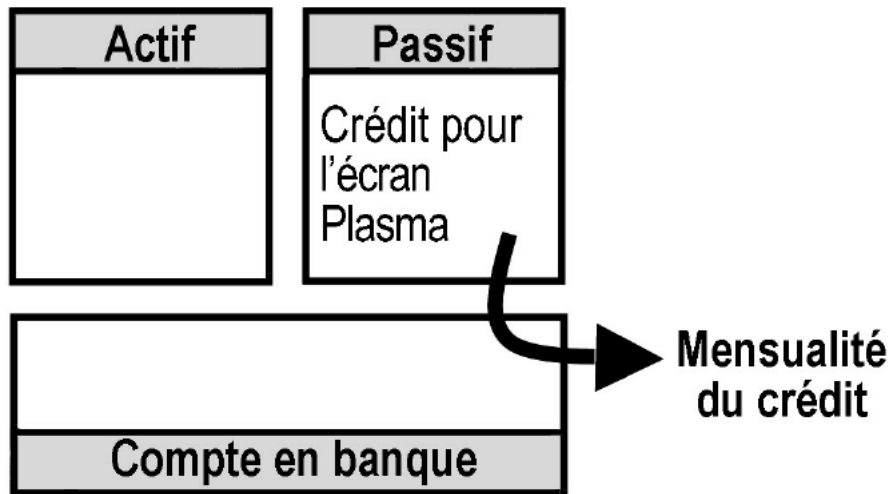 Actif
Passif
Crédit pour
l'écran
Plasma
Mensualité
du crédit
Compte en banque